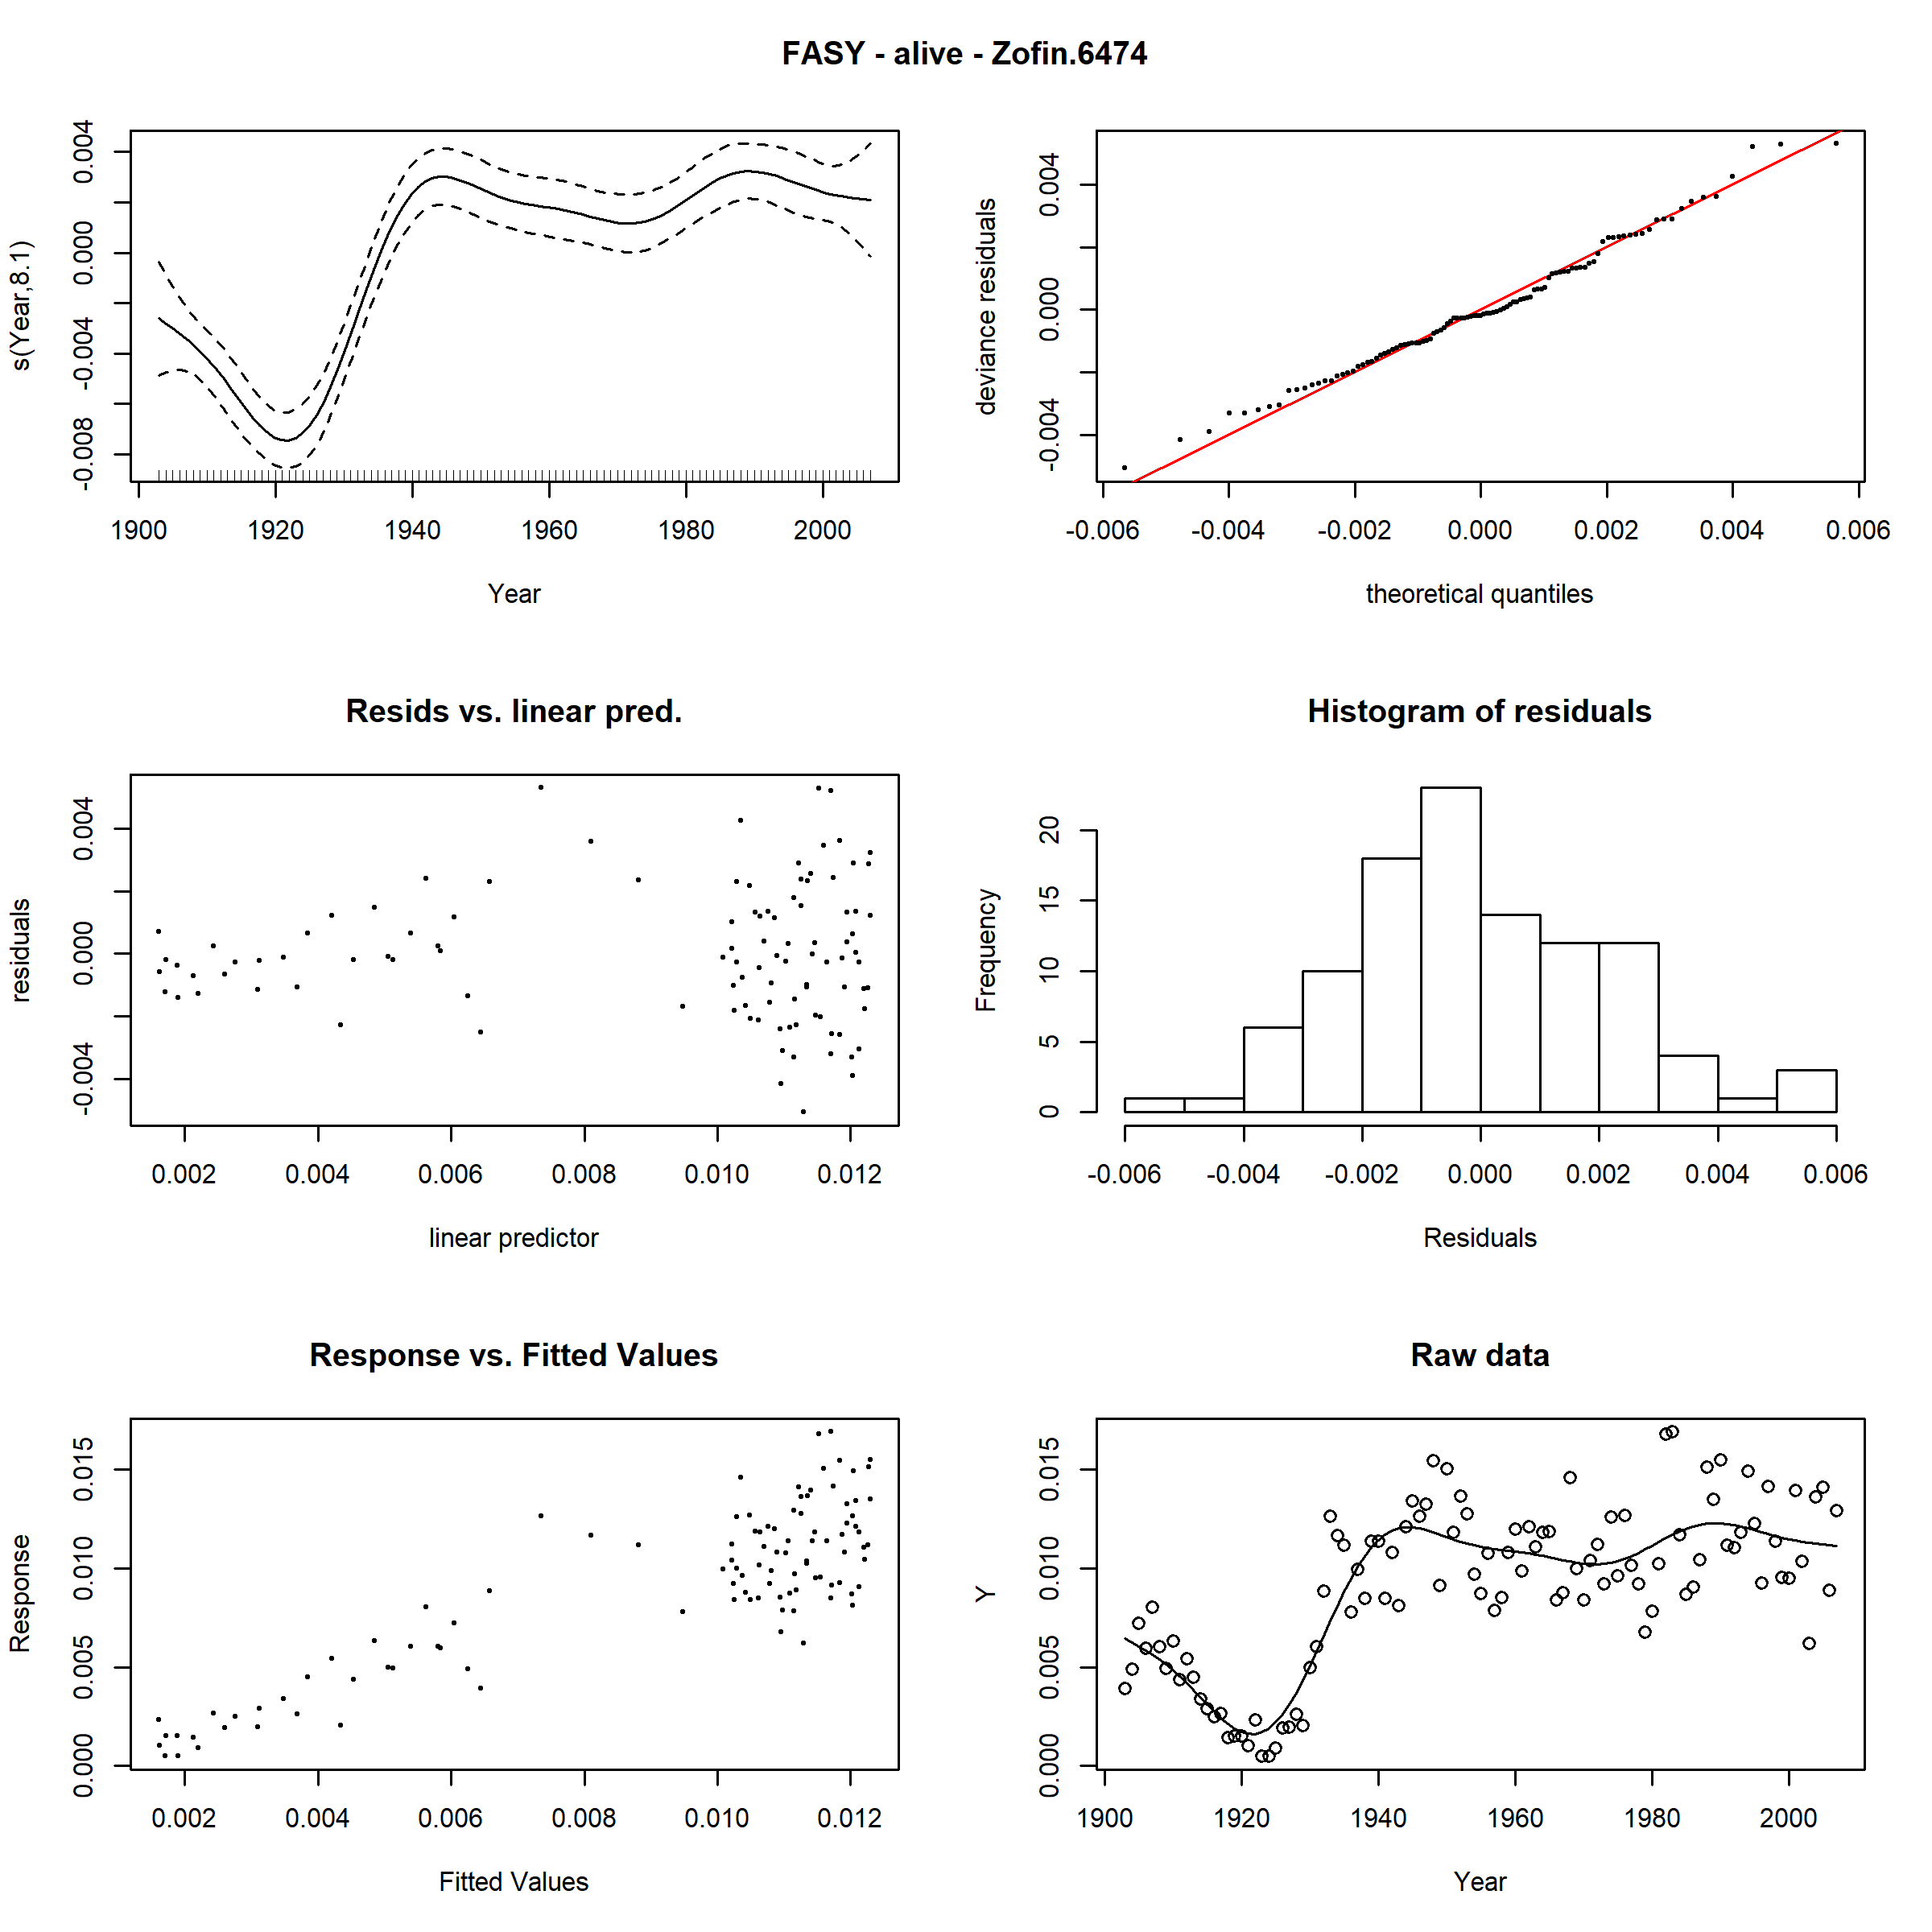 FASY - alive - Zofin.6474
s(Year,8.1)
0.004
0.000
-0.004
-0.008
1900 1920 1940 1960 1980 2000
Year
deviance residuals
0.004
0.000
-0.004
-0.006 -0.004 -0.002 0.000 0.002 0.004 0.006
theoretical quantiles
Resids vs. linear pred.
residuals
0.004
0.000
-0.004
0.002 0.004 0.006 0.008 0.010 0.012
linear predictor
Histogram of residuals
Frequency
20
15
10
5
0
-0.006 -0.004 -0.002 0.000 0.002 0.004 0.006
Residuals
Response vs. Fitted Values
Response
0.015
0.010
0.005
0.000
0.002 0.004 0.006 0.008 0.010 0.012
Fitted Values
Raw data
Y
0.015
0.010
0.005
0.000
1900 1920 1940 1960 1980 2000
Year